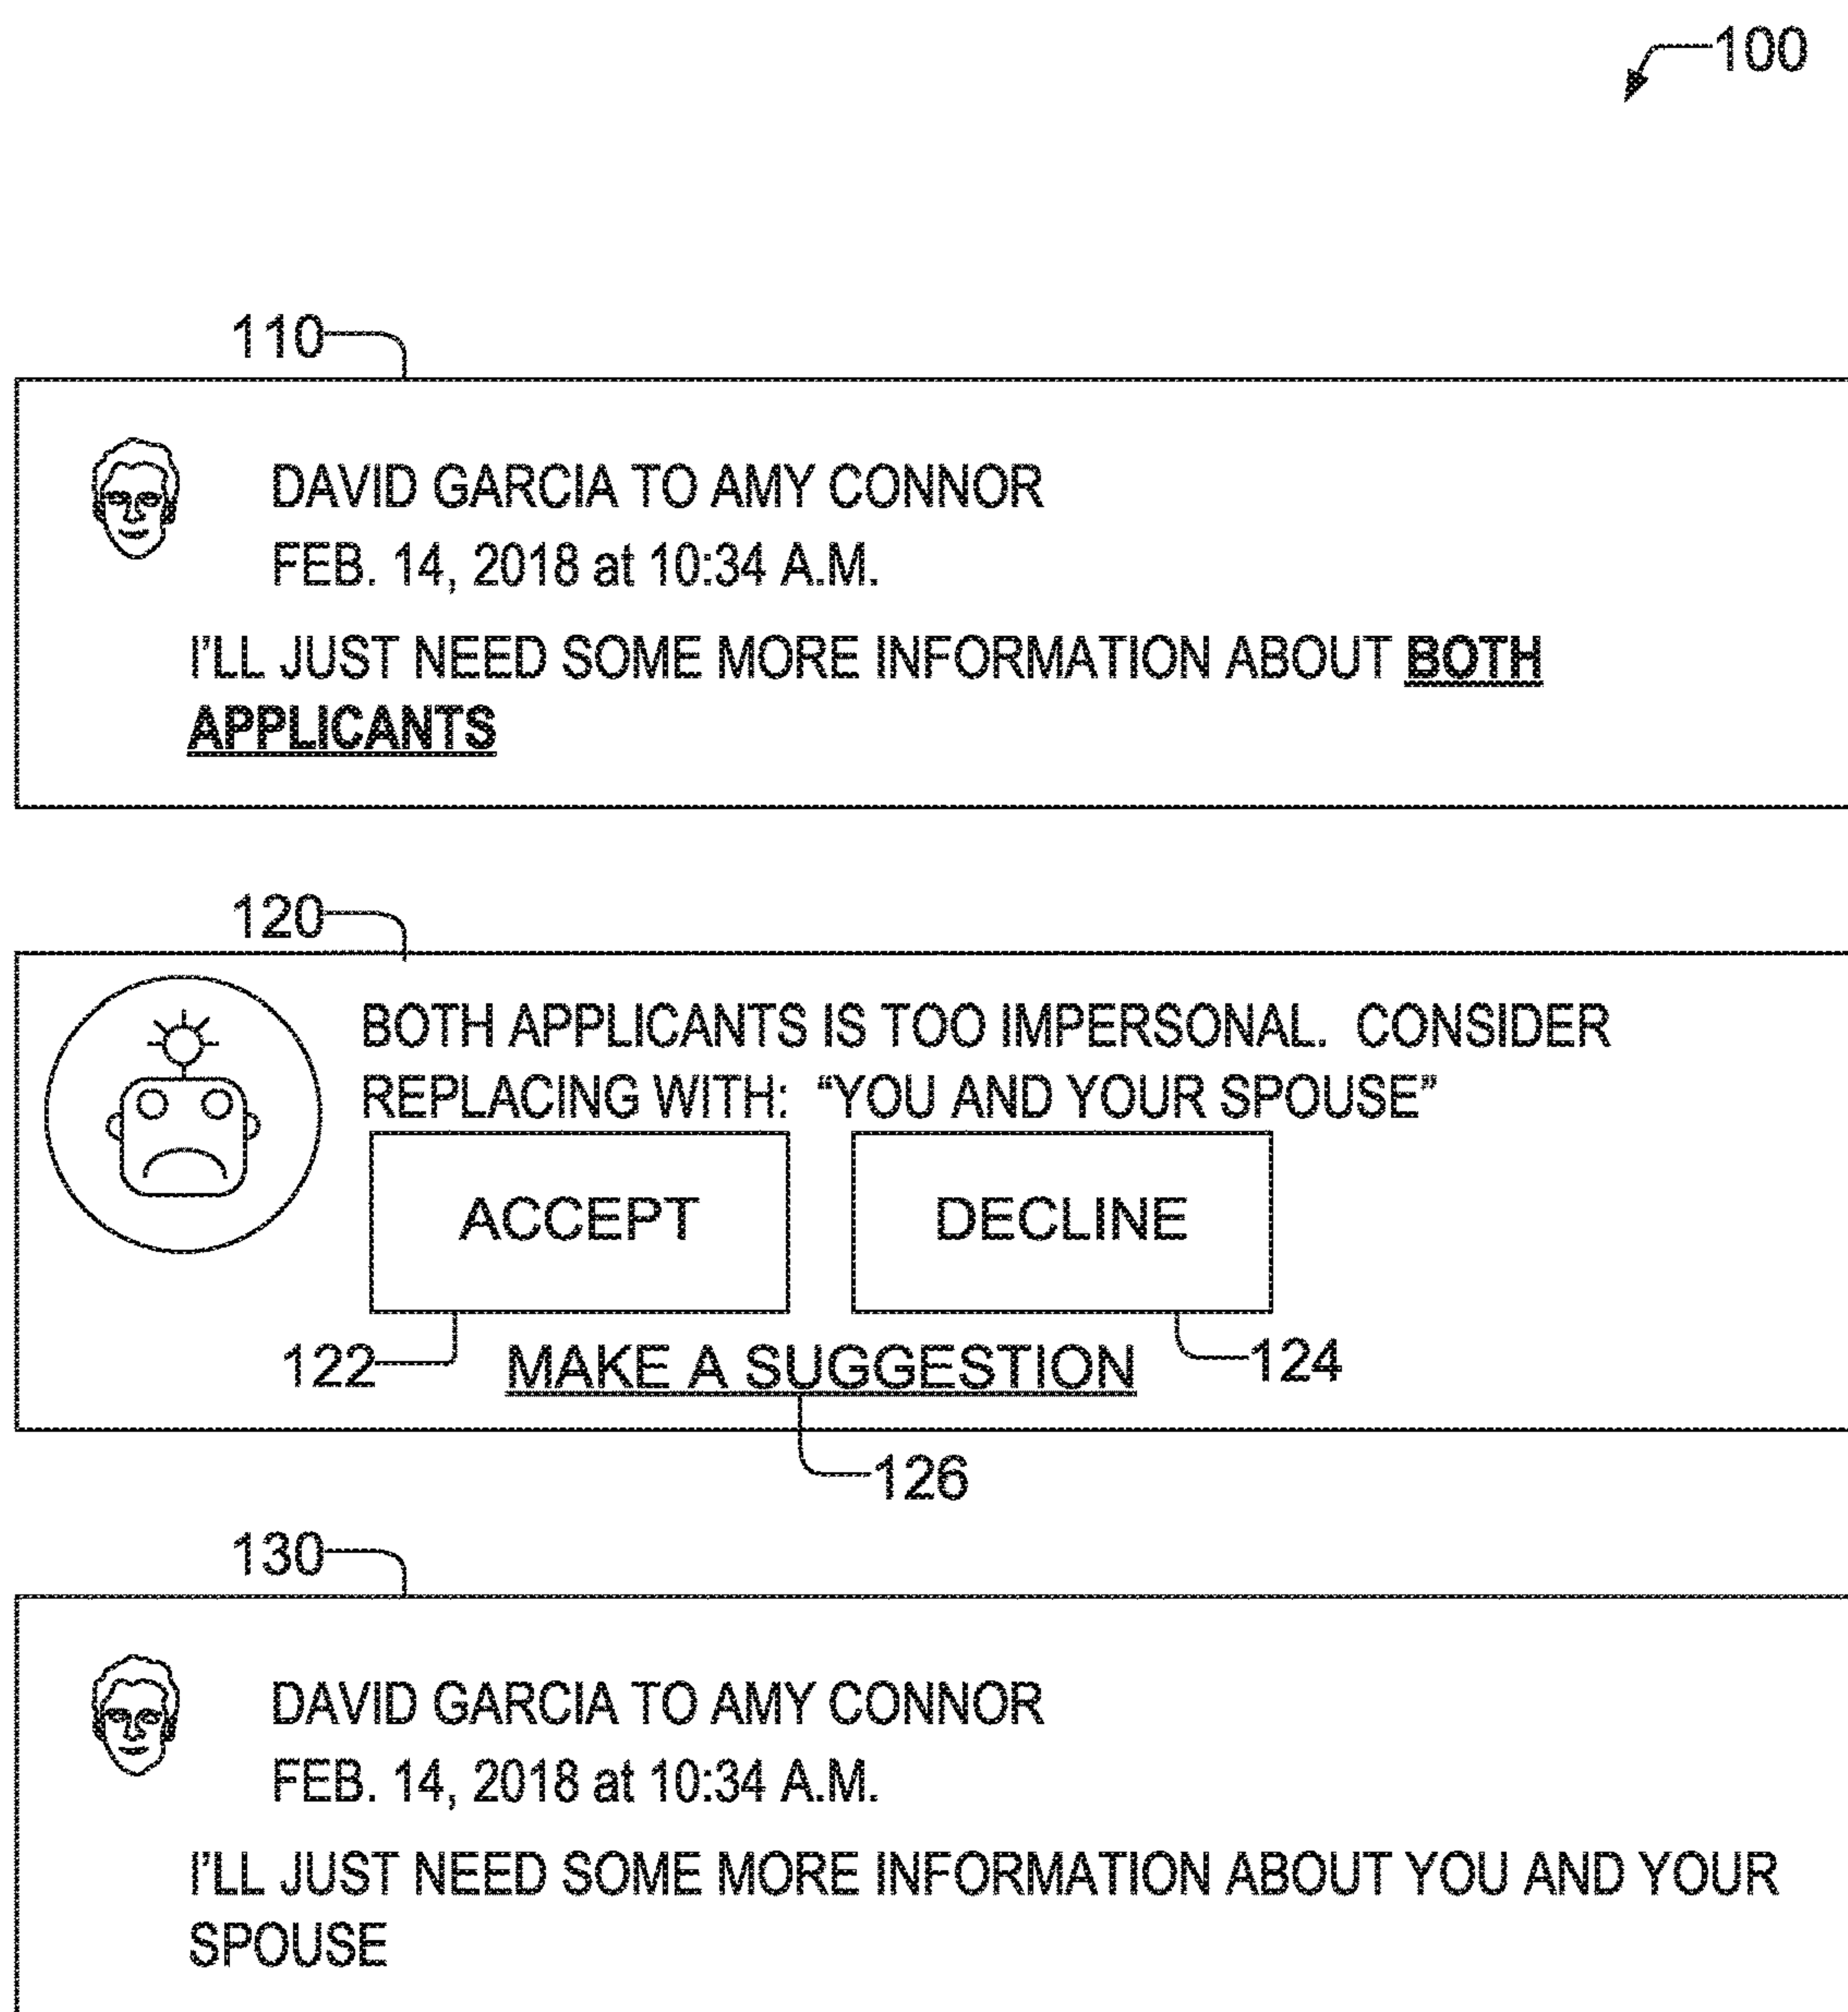 100
110
DAVID GARCIA TO AMY CONNOR
FEB. 14, 2018 at 10:34 A.M.
I'LL JUST NEED SOME MORE INFORMATION ABOUT BOTH
APPLICANTS
120
BOTH APPLICANTS IS TOO IMPERSONAL. CONSIDER
REPLACING WITH: “YOU AND YOUR SPOUSE”
ACCEPT DECLINE
122 MAKE A SUGGESTION 124
126
130
DAVID GARCIA TO AMY CONNOR
FEB. 14, 2018 at 10:34 A.M.
I'LL JUST NEED SOME MORE INFORMATION ABOUT YOU AND YOUR
SPOUSE